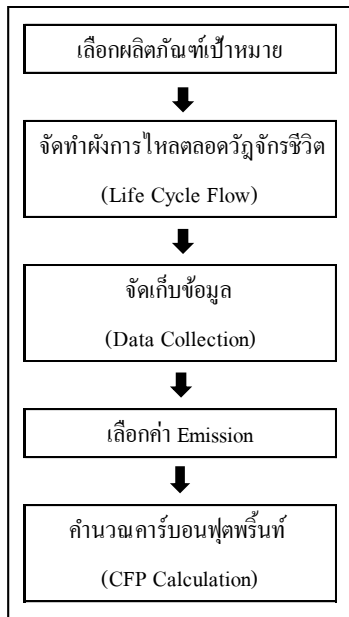 เลือกผลิตภัณฑ์เป้าหมาย
จัดทำผังการไหลตลอดวัฎจักรชีวิต
(Life Cycle Flow)
จัดเก็บข้อมูล
(Data Collection)
เลือกค่า Emission
คำนวณคาร์บอนฟุตพริ้นท์
(CFP Calculation)